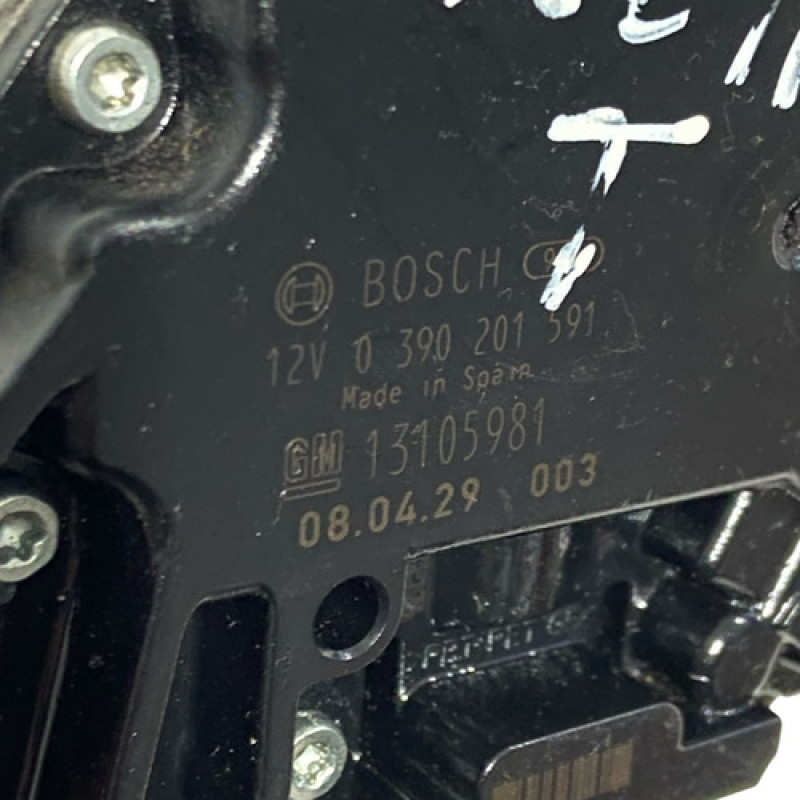 T
BOSCH
12V 0 390 201 591
Made in Spain
GM 13105981
08.04.29 003